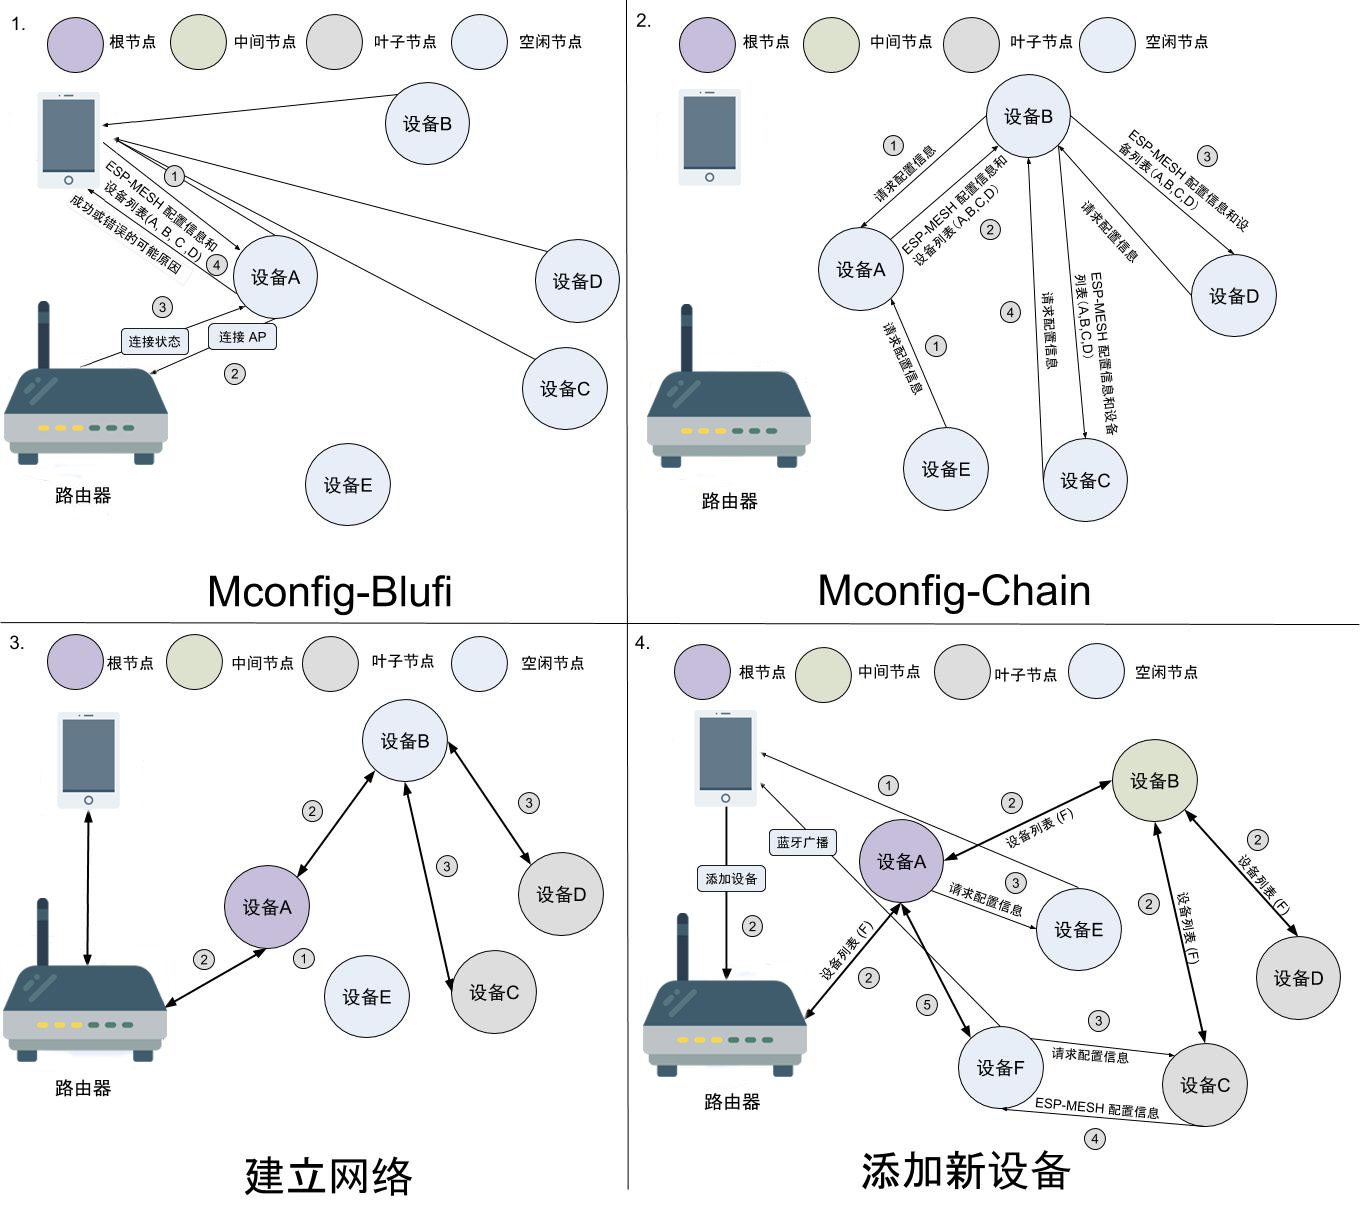 1.
根节点
中间节点
叶子节点
空闲节点
设备B
1
ESP-MESH 配置信息和
设备列表(A, B, C ,D)
成功或错误的可能原因
4
设备A
设备D
3
连接状态
连接 AP
2
设备C
设备E
路由器
Mconfig-Blufi
2.
根节点
中间节点
叶子节点
空闲节点
设备B
1
请求配置信息
ESP-MESH 配置信息和
设备列表(A,B,C,D)
2
ESP-MESH 配置信息和设
备列表(A,B,C,D)
3
请求配置信息
设备A
设备D
请求配置信息
1
4
请求配置信息
ESP-MESH 配置信息和设备
列表(A,B,C,D)
设备E
设备C
路由器
Mconfig-Chain
3.
根节点
中间节点
叶子节点
空闲节点
设备B
2
3
3
设备A
设备D
2
1
设备E
设备C
路由器
建立网络
4.
根节点
中间节点
叶子节点
空闲节点
设备B
1
2
设备列表 (F)
蓝牙广播
设备A
2
设备列表 (F)
添加设备
3
请求配置信息
2
设备列表 (F)
设备E
2
设备列表 (F)
2
设备D
5
3
请求配置信息
设备F
设备C
ESP-MESH 配置信息
4
路由器
添加新设备